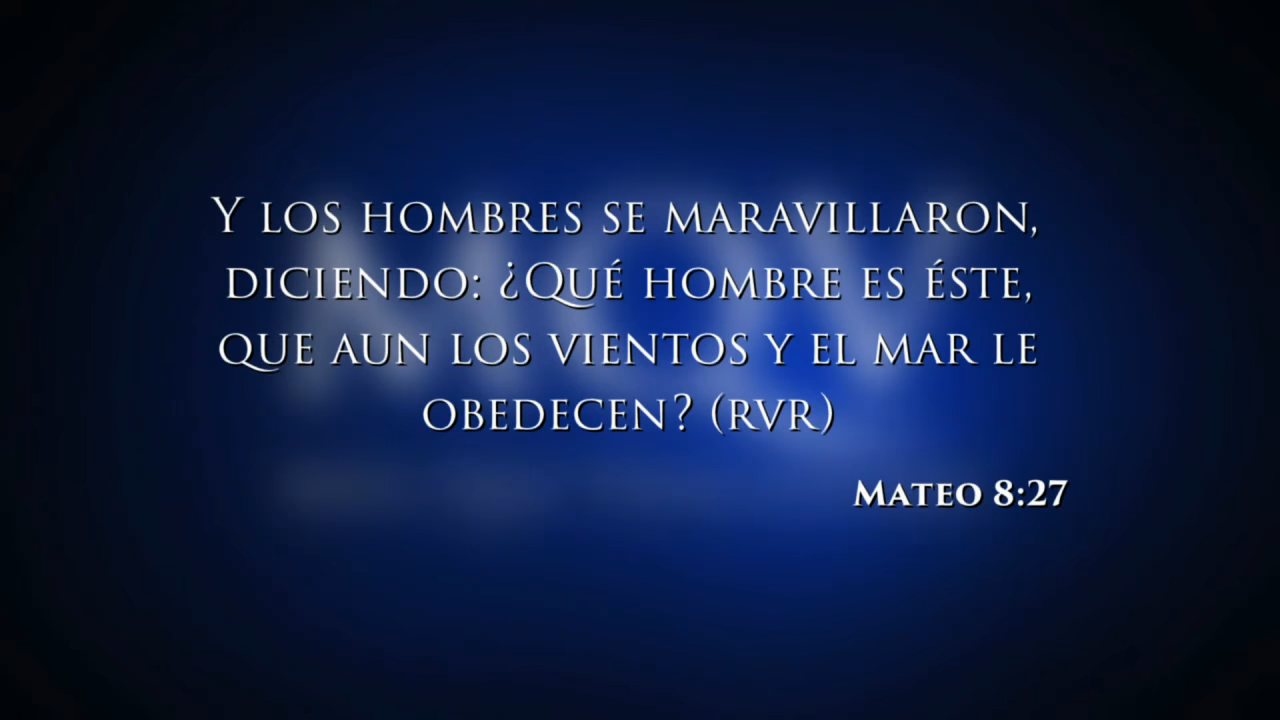 Y los hombres se maravillaron,
diciendo: ¿Qué hombre es éste,
que aun los vientos y el mar le
obedecen? (rvr)
Mateo 8:27